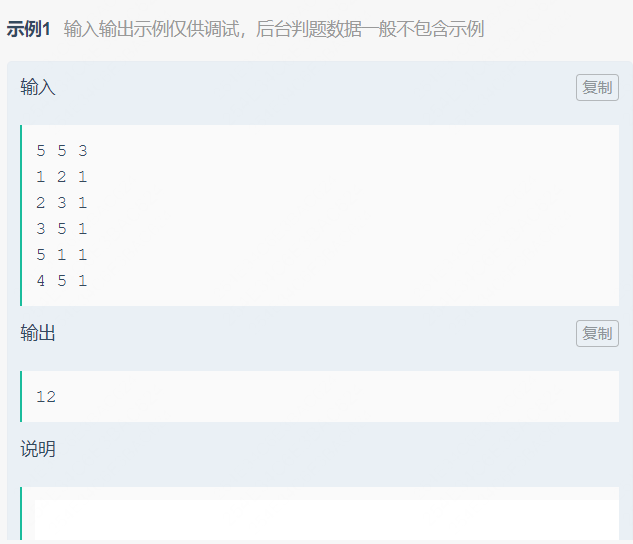 示例1 输入输出示例仅供调试，后台判题数据一般不包含示例
输入
复制
5 5 3
1 2 1
2 3 1
3 5 1
5 1 1
4 5 1
输出
复制
12
说明